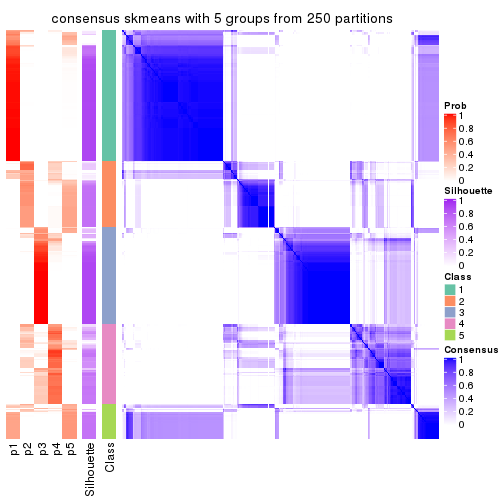 consensus skmeans with 5 groups from 250 partitions
Prob
1
0.8
0.6
0.4
0.2
0
Silhouette
1
0.8
0.6
0.4
0.2
0
Class
1
2
3
4
5
Consensus
1
0.8
0.6
0.4
0.2
0
p1
p2
p3
p4
p5
Silhouette
Class